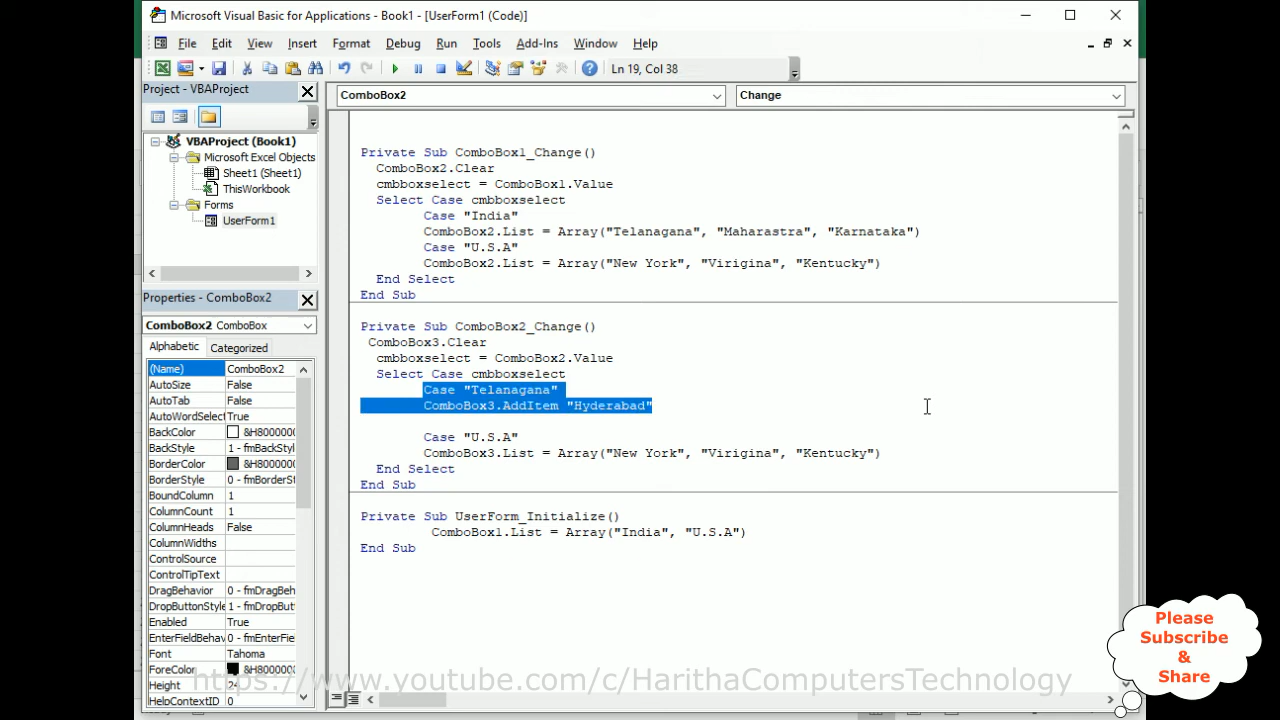 Microsoft Visual Basic for Applications - Book1 - [UserForm1 (Code)]
File Edit View Insert Format Debug Run Tools Add-Ins Window Help
Ln 19, Col 38
Project - VBAProject
ComboBox2
Change
VBAProject (Book1)
Microsoft Excel Objects
Sheet1 (Sheet1)
ThisWorkbook
Forms
UserForm1
Properties - ComboBox2
ComboBox2 ComboBox
Alphabetic Categorized
(Name) ComboBox2
AutoSize False
AutoTab False
AutoWordSelect True
BackColor &H8000000
BackStyle 1 - fmBackStyl
BorderColor &H8000000
BorderStyle 0 - fmBorderSt
BoundColumn 1
ColumnCount 1
ColumnHeads False
ColumnWidths
ControlSource
ControlTipText
DragBehavior 0 - fmDragBeh
DropButtonStyle 1 - fmDropButt
Enabled True
EnterFieldBehav 0 - fmEnterFiel
Font Tahoma
ForeColor &H8000000
Height 24
HelpContextID 0
Private Sub ComboBox1_Change()
ComboBox2.Clear
cmbboxselect = ComboBox1.Value
Select Case cmbboxselect
Case "India"
ComboBox2.List = Array("Telanagana", "Maharastra", "Karnataka")
Case "U.S.A"
ComboBox2.List = Array("New York", "Virigina", "Kentucky")
End Select
End Sub
Private Sub ComboBox2_Change()
ComboBox3.Clear
cmbboxselect = ComboBox2.Value
Select Case cmbboxselect
Case "Telanagana"
ComboBox3.AddItem "Hyderabad"
Case "U.S.A"
ComboBox3.List = Array("New York", "Virigina", "Kentucky")
End Select
End Sub
Private Sub UserForm_Initialize()
ComboBox1.List = Array("India", "U.S.A")
End Sub
Please
Subscribe
&
Share
https://www.youtube.com/c/HarithaComputersTechnology